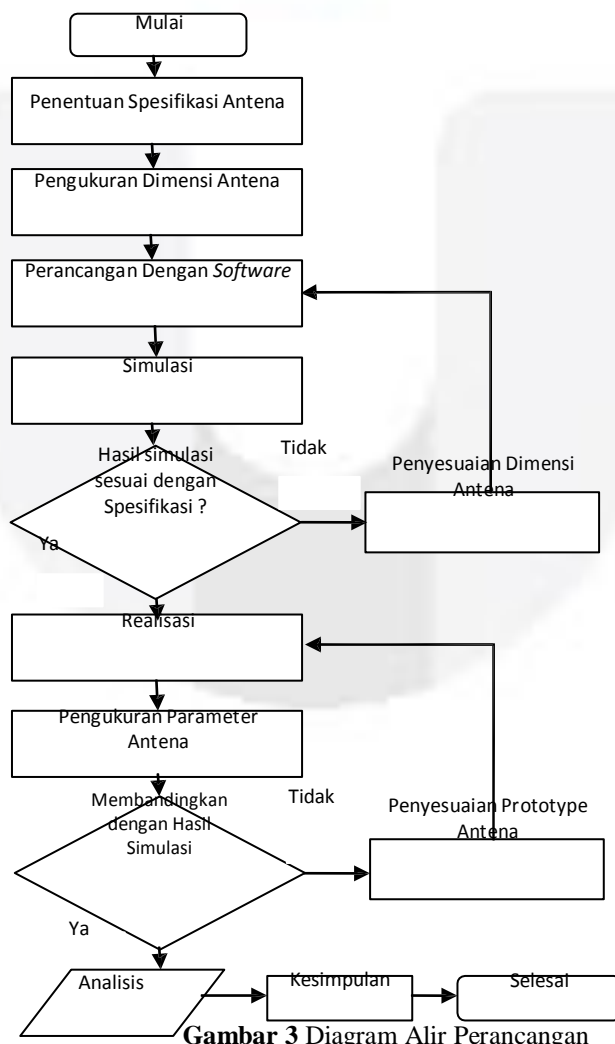 Mulai
Penentuan Spesifikasi Antena
Pengukuran Dimensi Antena
Perancangan Dengan Software
Simulasi
Hasil simulasi
sesuai dengan
Spesifikasi ?
Tidak
Penyesuaian Dimensi
Antena
Ya
Realisasi
Pengukuran Parameter
Antena
Membandingkan
dengan Hasil
Simulasi
Tidak
Penyesuaian Prototype
Antena
Ya
Analisis
Kesimpulan
Selesai
Gambar 3 Diagram Alir Perancangan